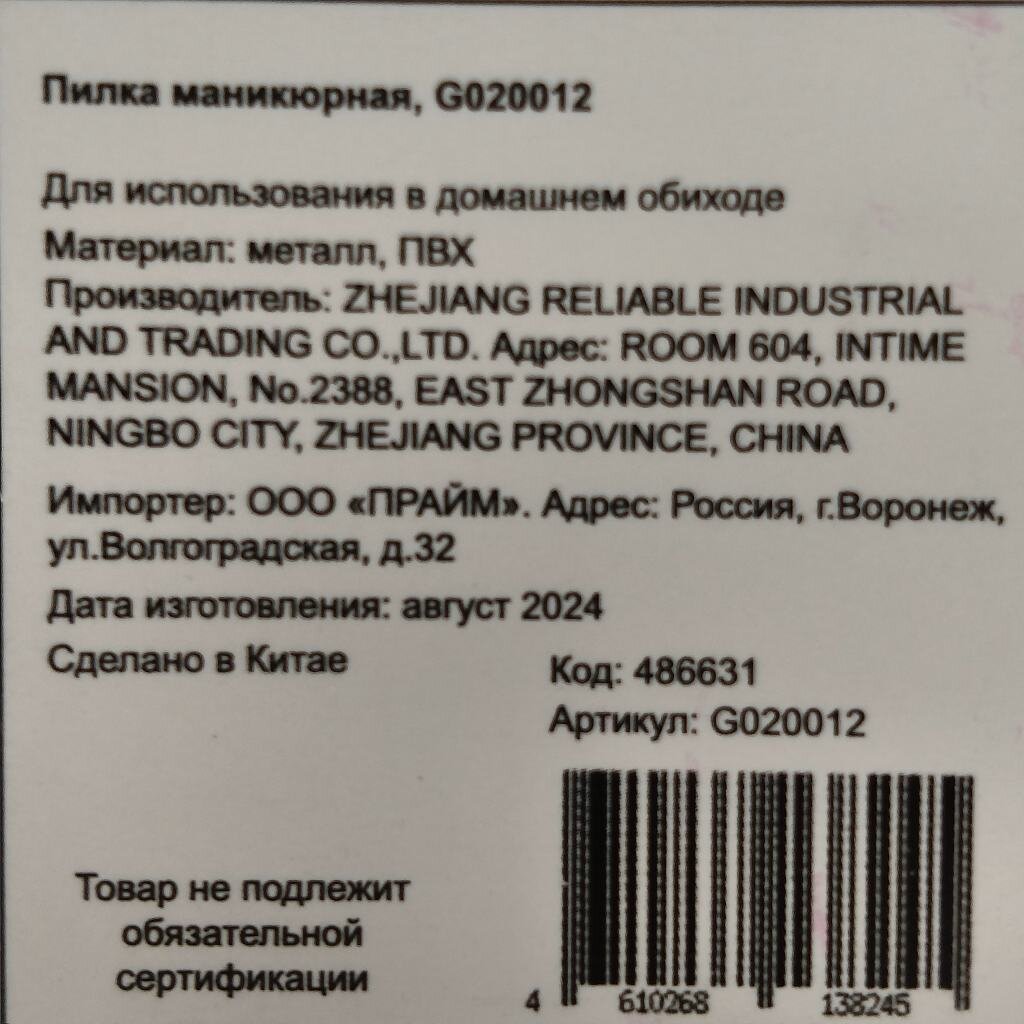 Пилка маникюрная, G020012
Для использования в домашнем обиходе
Материал: металл, ПВХ
Производитель: ZHEJIANG RELIABLE INDUSTRIAL
AND TRADING CO.,LTD. Адрес: ROOM 604, INTIME
MANSION, No.2388, EAST ZHONGSHAN ROAD,
NINGBO CITY, ZHEJIANG PROVINCE, CHINA
Импортер: ООО «ПРАЙМ». Адрес: Россия, г.Воронеж,
ул.Волгоградская, д.32
Дата изготовления: август 2024
Сделано в Китае
Код: 486631
Артикул: G020012
Товар не подлежит
обязательной
сертификации
4 610268 138245